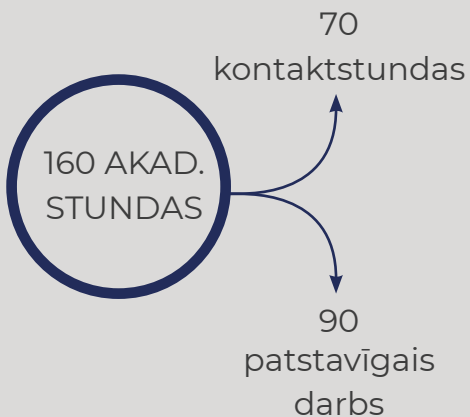 70
kontaktstundas
160 AKAD.
STUNDAS
90
patstavīgais
darbs